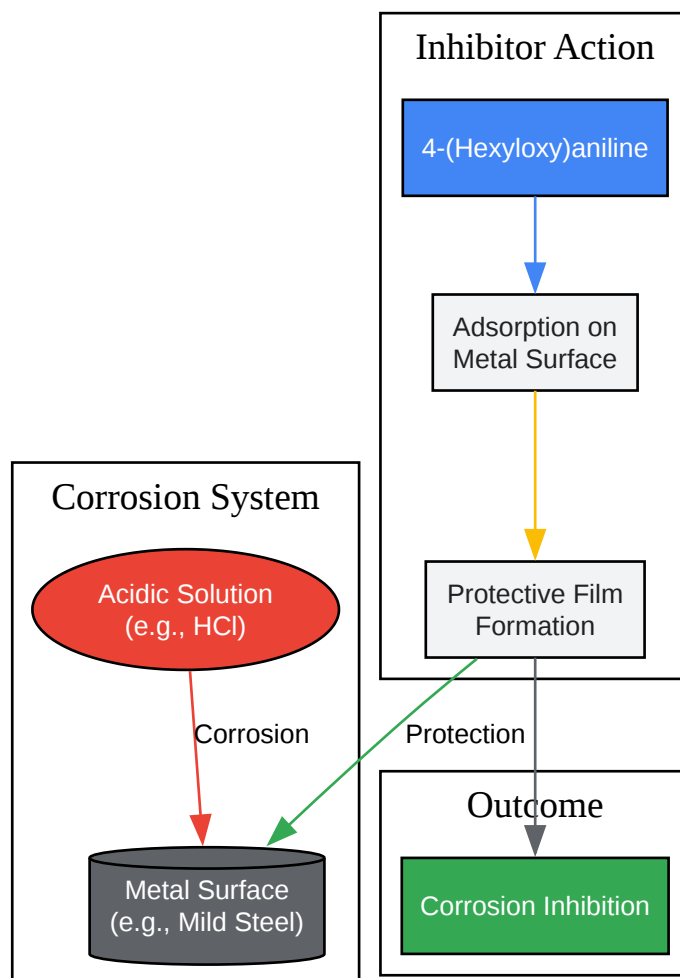 Inhibitor Action
4-(Hexyloxy)aniline
Adsorption on
Metal Surface
Protective Film
Formation
Corrosion System
Acidic Solution
(e.g., HCl)
Corrosion
Protection
Metal Surface
(e.g., Mild Steel)
Outcome
Corrosion Inhibition